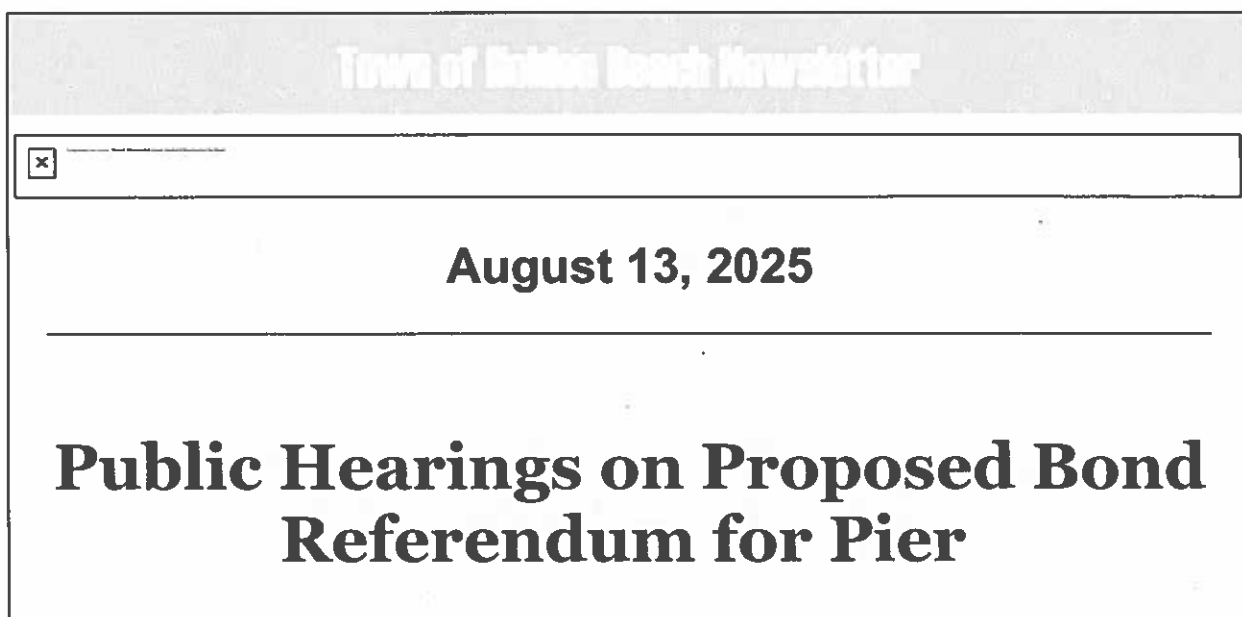 Town of Holden Beach Newsletter
August 13, 2025
Public Hearings on Proposed Bond
Referendum for Pier